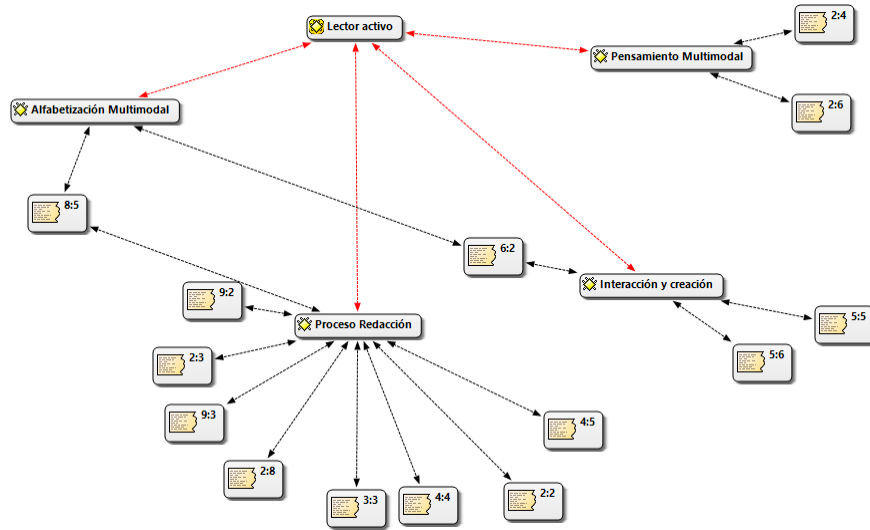 Lector activo
2:4
Pensamiento Multimodal
Alfabetización Multimodal
2:6
8:5
6:2
Interacción y creación
9:2
Proceso Redacción
5:5
2:3
5:6
9:3
4:5
2:8
3:3
4:4
2:2